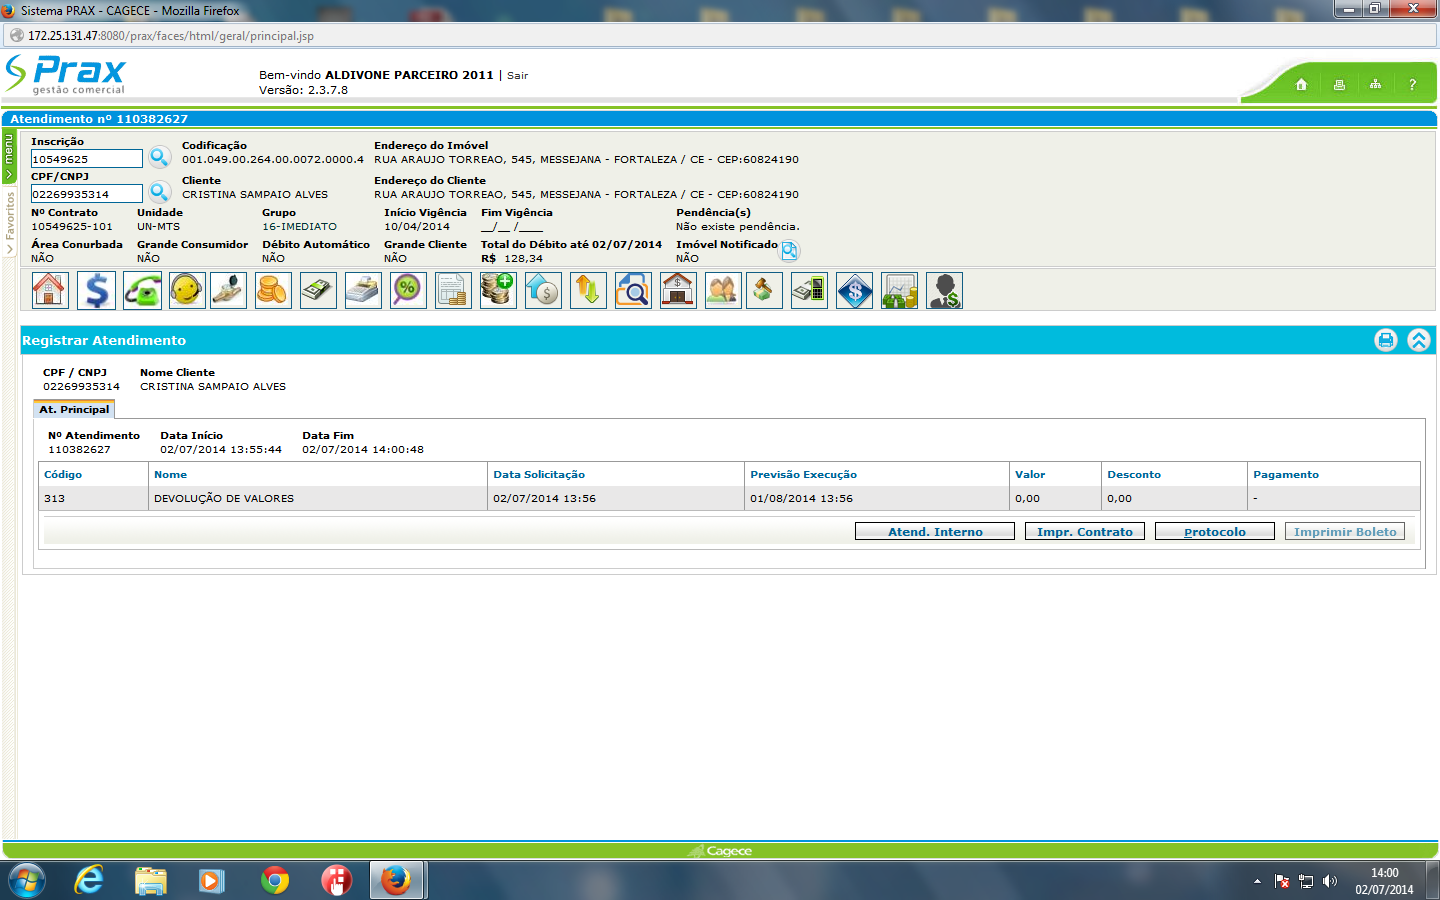 Sistema PRAX - CAGECE - Mozilla Firefox
172.25.131.47:8080/prax/faces/html/geral/principal.jsp
Prax
gestão comercial
Bem-vindo ALDIVONE PARCEIRO 2011 | Sair
Versão: 2.3.7.8
?
Atendimento nº 110382627
menu
Favoritos
Inscrição Codificação Endereço do Imóvel
10549625 001.049.00.264.00.0072.0000.4 RUA ARAUJO TORREAO, 545, MESSEJANA - FORTALEZA / CE - CEP:60824190
CPF/CNPJ Cliente Endereço do Cliente
02269935314 CRISTINA SAMPAIO ALVES RUA ARAUJO TORREAO, 545, MESSEJANA - FORTALEZA / CE - CEP:60824190
Nº Contrato Unidade Grupo Início Vigência Fim Vigência Pendência(s)
10549625-101 UN-MTS 16-IMEDIATO 10/04/2014 __/__ /____ Não existe pendência.
Área Conurbada Grande Consumidor Débito Automático Grande Cliente Total do Débito até 02/07/2014 Imóvel Notificado
NÃO NÃO NÃO NÃO R$ 128,34 NÃO
Registrar Atendimento
CPF / CNPJ Nome Cliente
02269935314 CRISTINA SAMPAIO ALVES
At. Principal
Nº Atendimento Data Início Data Fim
110382627 02/07/2014 13:55:44 02/07/2014 14:00:48
Código Nome Data Solicitação Previsão Execução Valor Desconto Pagamento
313 DEVOLUÇÃO DE VALORES 02/07/2014 13:56 01/08/2014 13:56 0,00 0,00 -
Atend. Interno Impr. Contrato Protocolo Imprimir Boleto
Cagece
14:00
02/07/2014